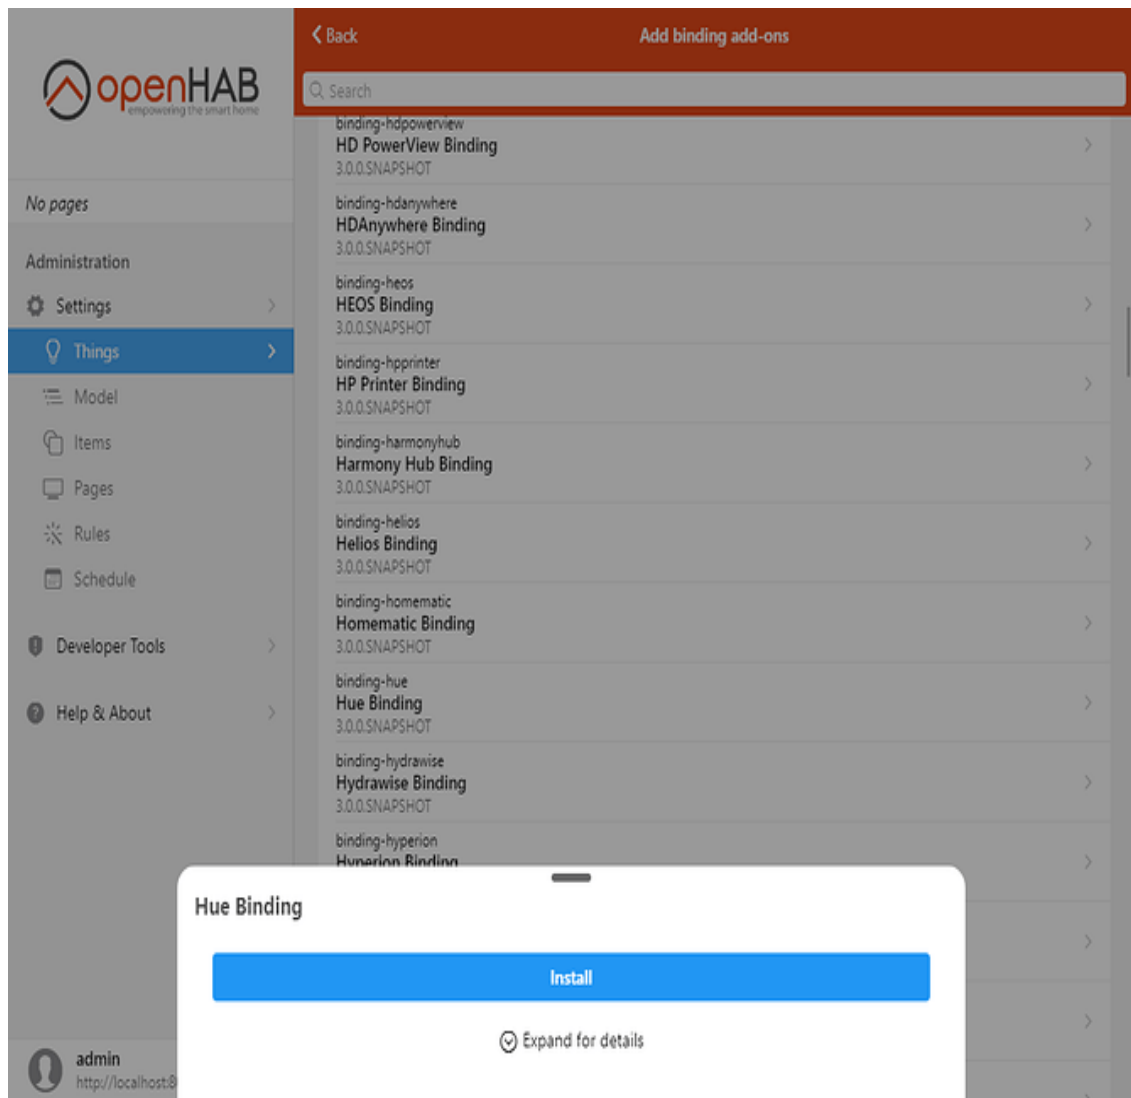 openHAB
empowering the smart home
No pages
Administration
Settings
Things
Model
Items
Pages
Rules
Schedule
Developer Tools
Help & About
admin
http://localhost:8
Back
Add binding add-ons
Search
binding-hdpowerview
HD PowerView Binding
3.0.0.SNAPSHOT
binding-hdanywhere
HDAnywhere Binding
3.0.0.SNAPSHOT
binding-heos
HEOS Binding
3.0.0.SNAPSHOT
binding-hpprinter
HP Printer Binding
3.0.0.SNAPSHOT
binding-harmonyhub
Harmony Hub Binding
3.0.0.SNAPSHOT
binding-helios
Helios Binding
3.0.0.SNAPSHOT
binding-homematic
Homematic Binding
3.0.0.SNAPSHOT
binding-hue
Hue Binding
3.0.0.SNAPSHOT
binding-hydrawise
Hydrawise Binding
3.0.0.SNAPSHOT
binding-hyperion
Hyperion Binding
Hue Binding
Install
Expand for details